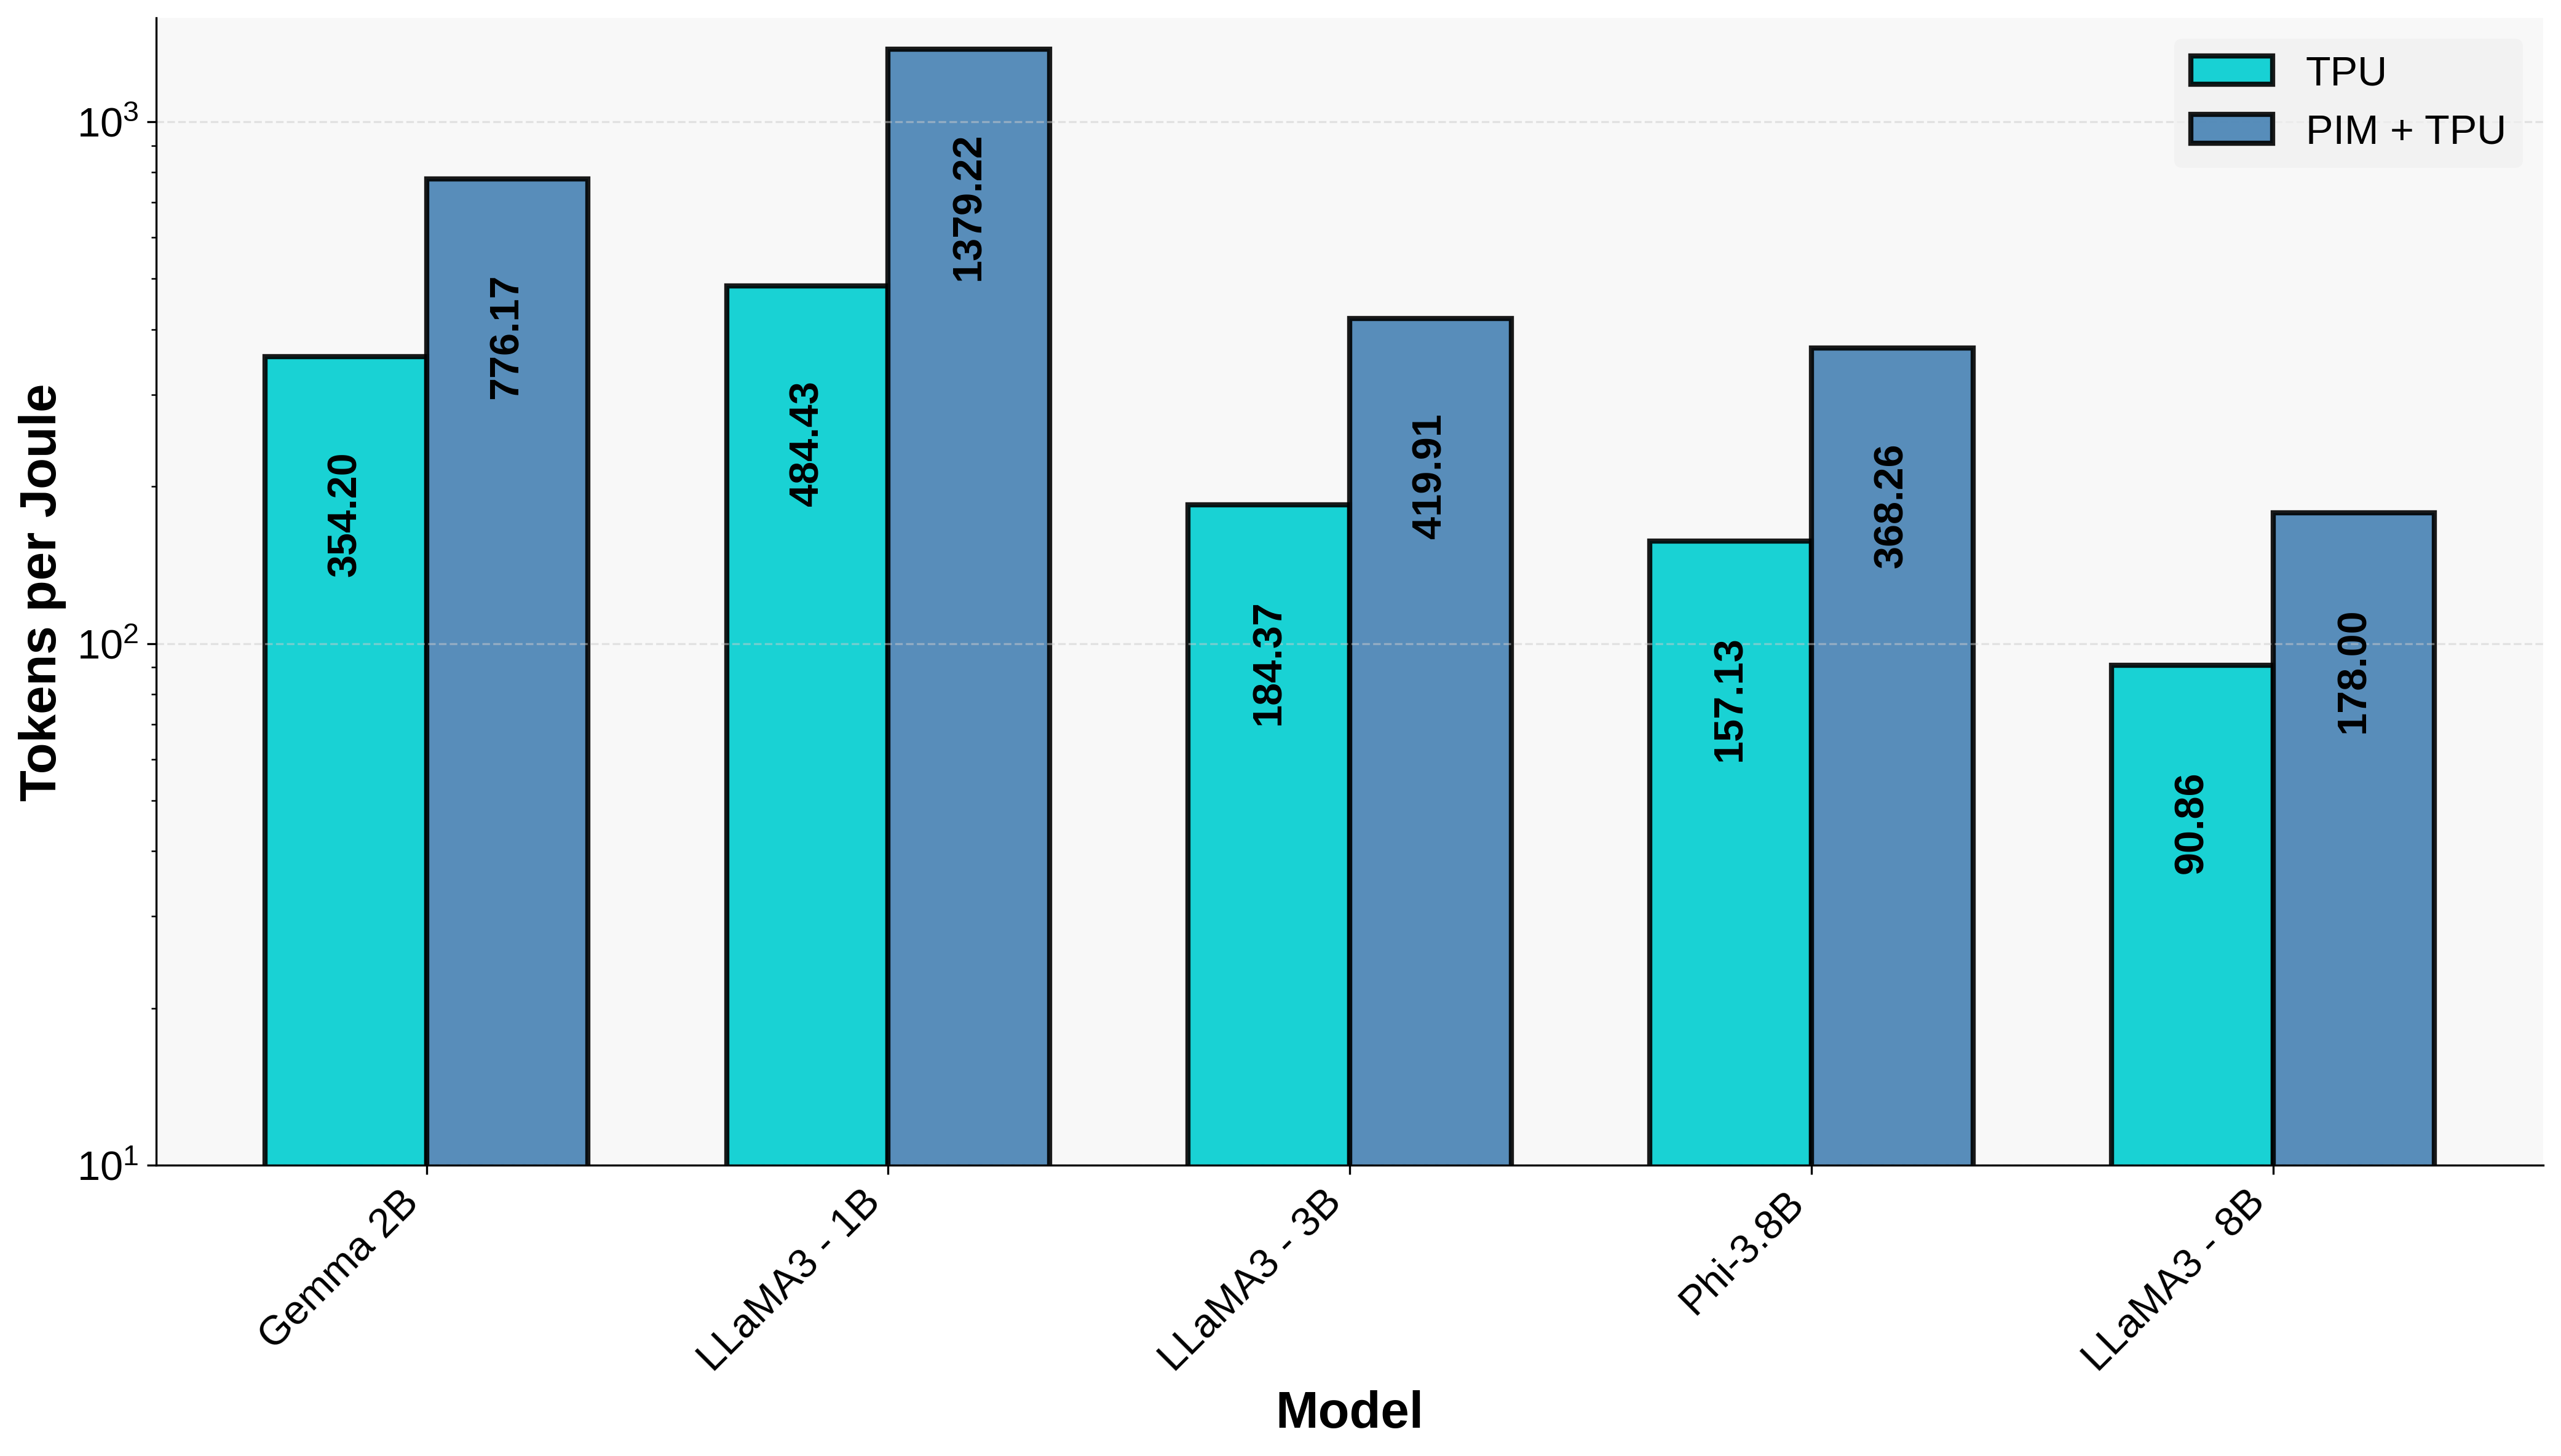 Tokens per Joule
10³
10²
10¹
TPU
PIM + TPU
354.20
776.17
484.43
1379.22
184.37
419.91
157.13
368.26
90.86
178.00
Gemma 2B
LLaMA3 - 1B
LLaMA3 - 3B
Phi-3.8B
LLaMA3 - 8B
Model